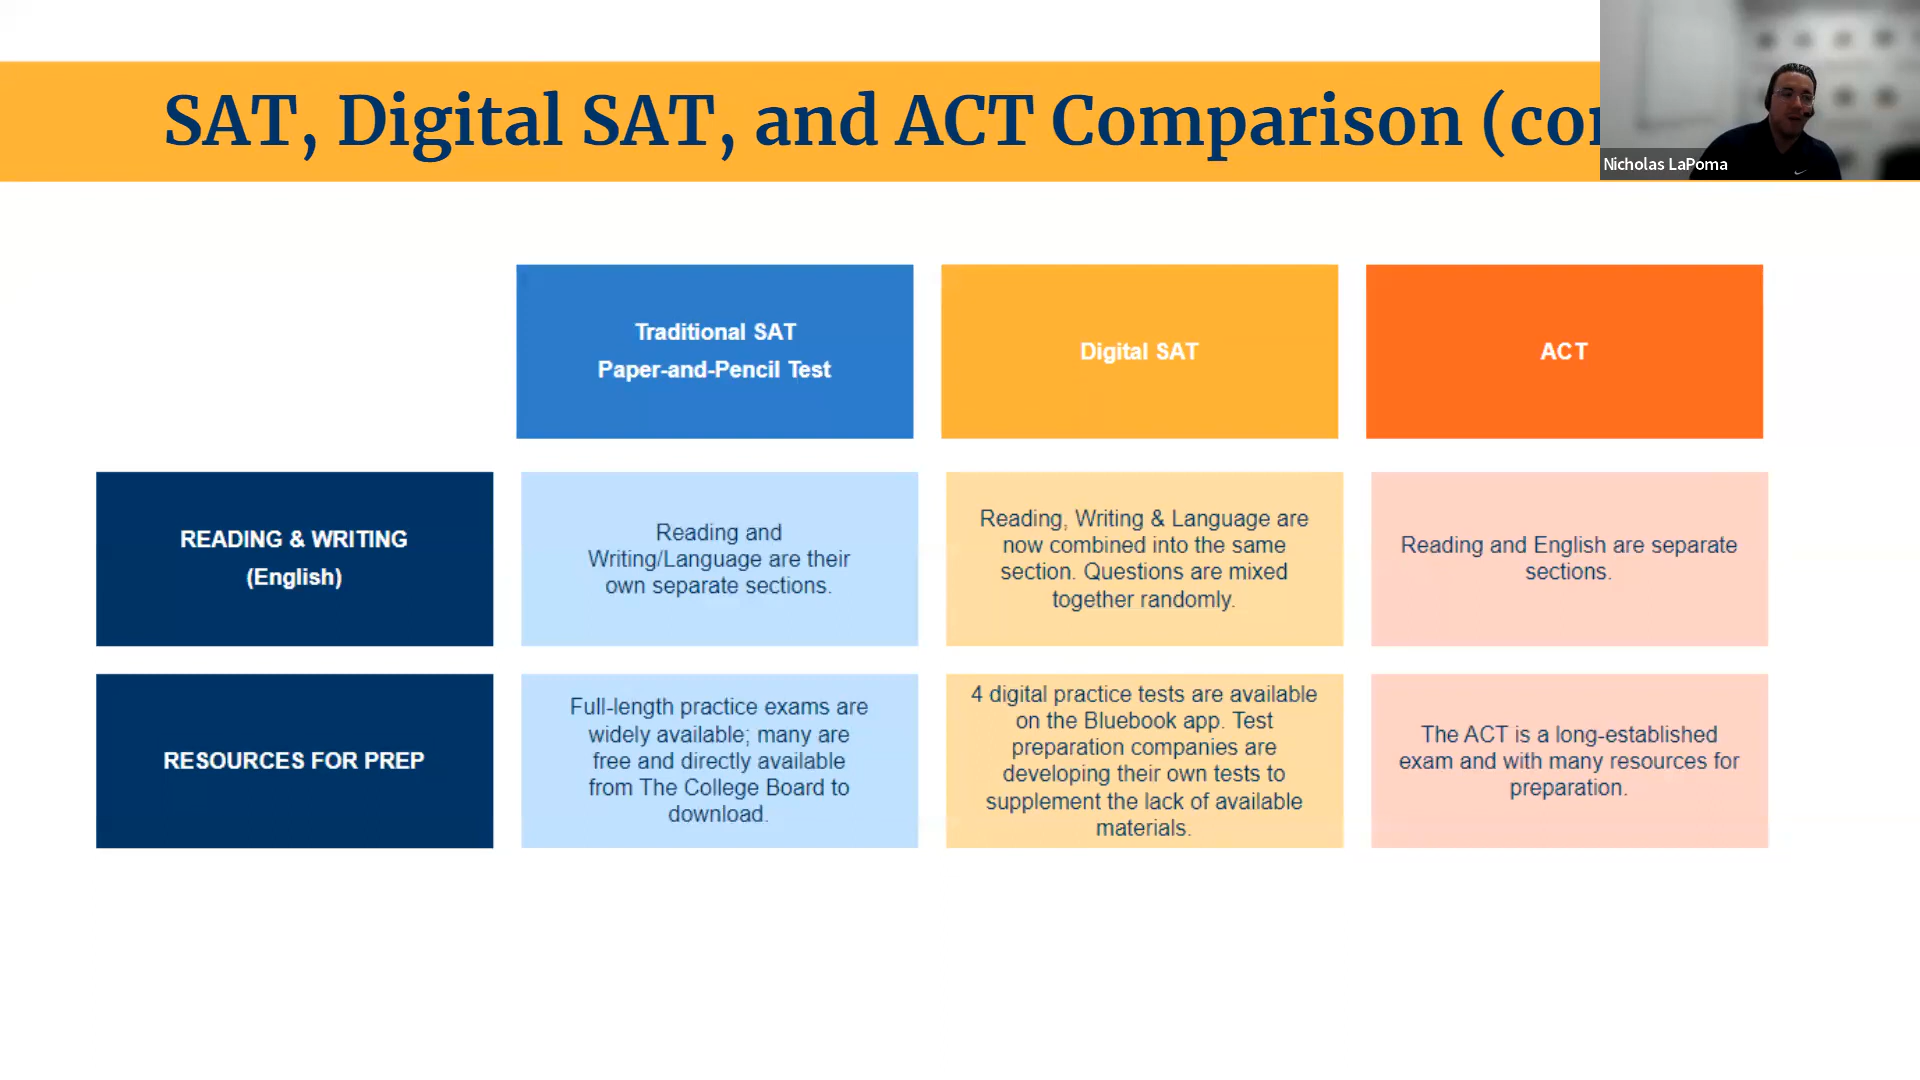 SAT, Digital SAT, and ACT Comparison (co
Nicholas LaPoma
Traditional SAT
Paper-and-Pencil Test
Digital SAT
ACT
READING & WRITING
(English)
Reading and
Writing/Language are their
own separate sections.
Reading, Writing & Language are
now combined into the same
section. Questions are mixed
together randomly.
Reading and English are separate
sections.
RESOURCES FOR PREP
Full-length practice exams are
widely available; many are
free and directly available
from The College Board to
download.
4 digital practice tests are available
on the Bluebook app. Test
preparation companies are
developing their own tests to
supplement the lack of available
materials.
The ACT is a long-established
exam and with many resources for
preparation.